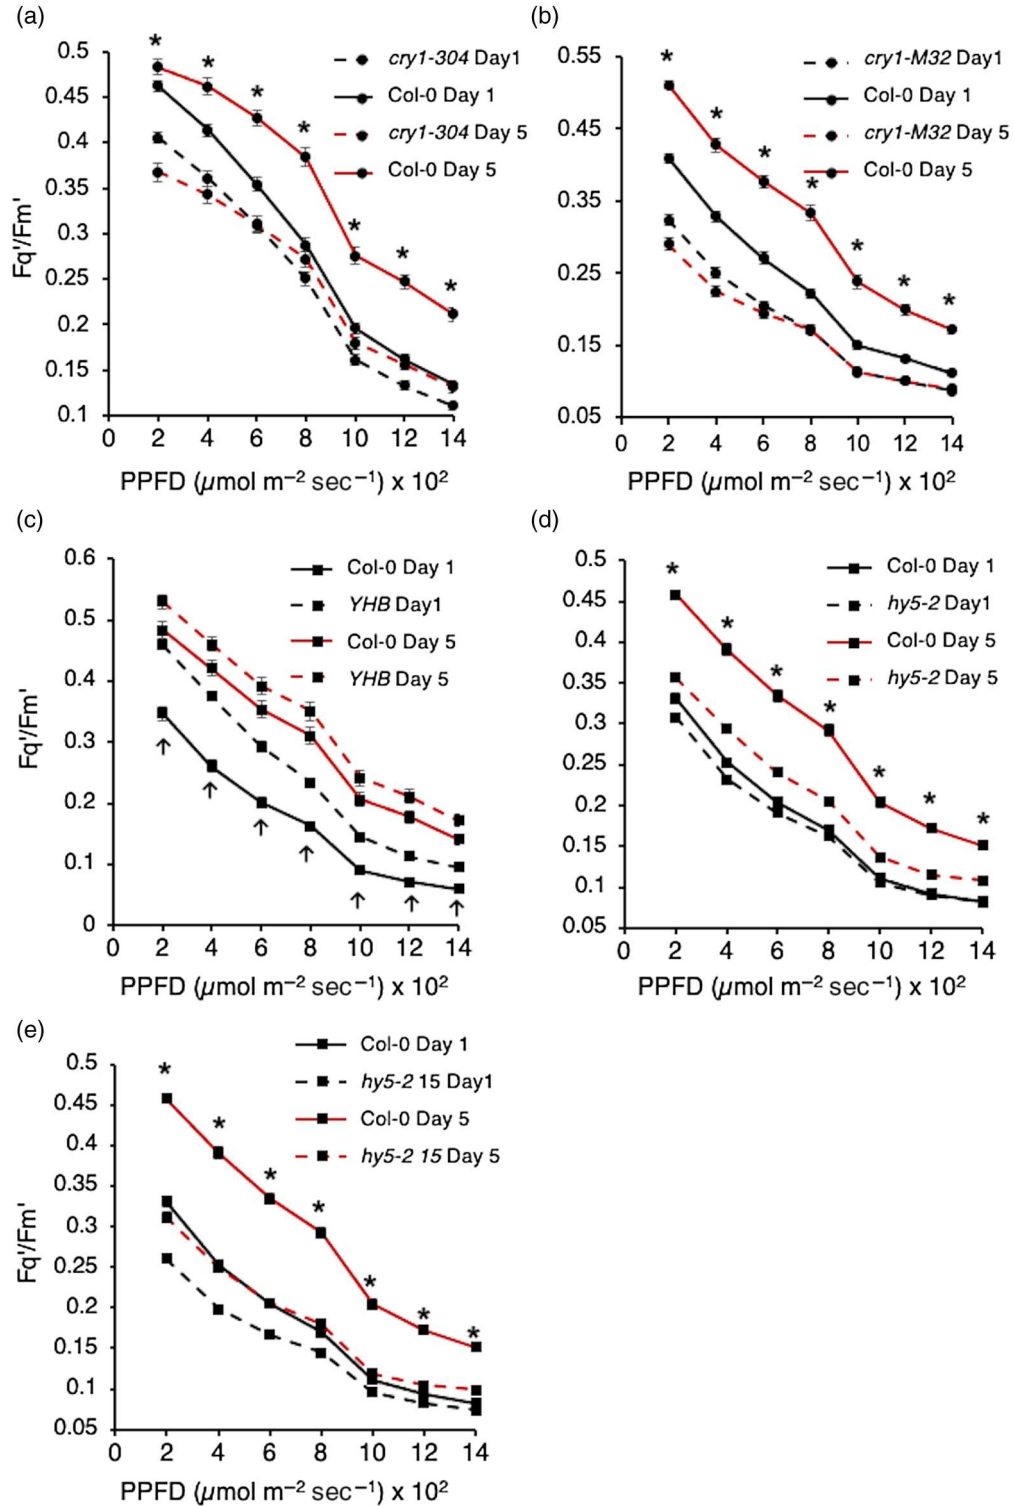 (a)
*
*
*
*
*
*
*
0.5
0.45
0.4
0.35
0.3
0.25
0.2
0.15
0.1
Fq'/Fm'
cry1-304 Day1
Col-0 Day 1
cry1-304 Day 5
Col-0 Day 5
0 2 4 6 8 10 12 14
PPFD (µmol m⁻² sec⁻¹) x 10²
(b)
*
*
*
*
*
*
*
0.55
0.45
0.35
0.25
0.15
0.05
cry1-M32 Day1
Col-0 Day 1
cry1-M32 Day 5
Col-0 Day 5
0 2 4 6 8 10 12 14
PPFD (µmol m⁻² sec⁻¹) x 10²
(c)
0.6
0.5
0.4
0.3
0.2
0.1
0
Fq'/Fm'
Col-0 Day 1
YHB Day1
Col-0 Day 5
YHB Day 5
↑ ↑ ↑ ↑ ↑ ↑ ↑
0 2 4 6 8 10 12 14
PPFD (µmol m⁻² sec⁻¹) x 10²
(d)
*
*
*
*
*
*
*
0.5
0.45
0.4
0.35
0.3
0.25
0.2
0.15
0.1
0.05
Col-0 Day 1
hy5-2 Day1
Col-0 Day 5
hy5-2 Day 5
0 2 4 6 8 10 12 14
PPFD (µmol m⁻² sec⁻¹) x 10²
(e)
*
*
*
*
*
*
*
0.5
0.45
0.4
0.35
0.3
0.25
0.2
0.15
0.1
0.05
Fq'/Fm'
Col-0 Day 1
hy5-2 15 Day1
Col-0 Day 5
hy5-2 15 Day 5
0 2 4 6 8 10 12 14
PPFD (µmol m⁻² sec⁻¹) x 10²